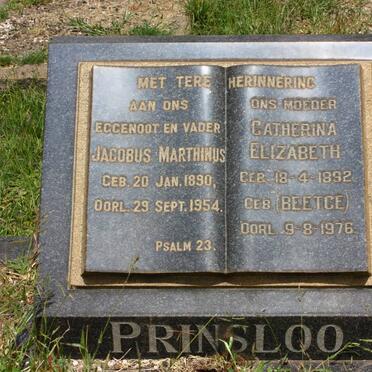 MET TERE HERINNERING
AAN ONS
EGGENOOT EN VADER
JACOBUS MARTHINUS
GEB. 20 JAN. 1890,
OORL. 29 SEPT. 1954.
PSALM 23.
ONS MOEDER
CATHERINA
ELIZABETH
GEB. 18-4-1892
GEB (BEETGE)
OORL. 9-8-1976.
PRINSLOO